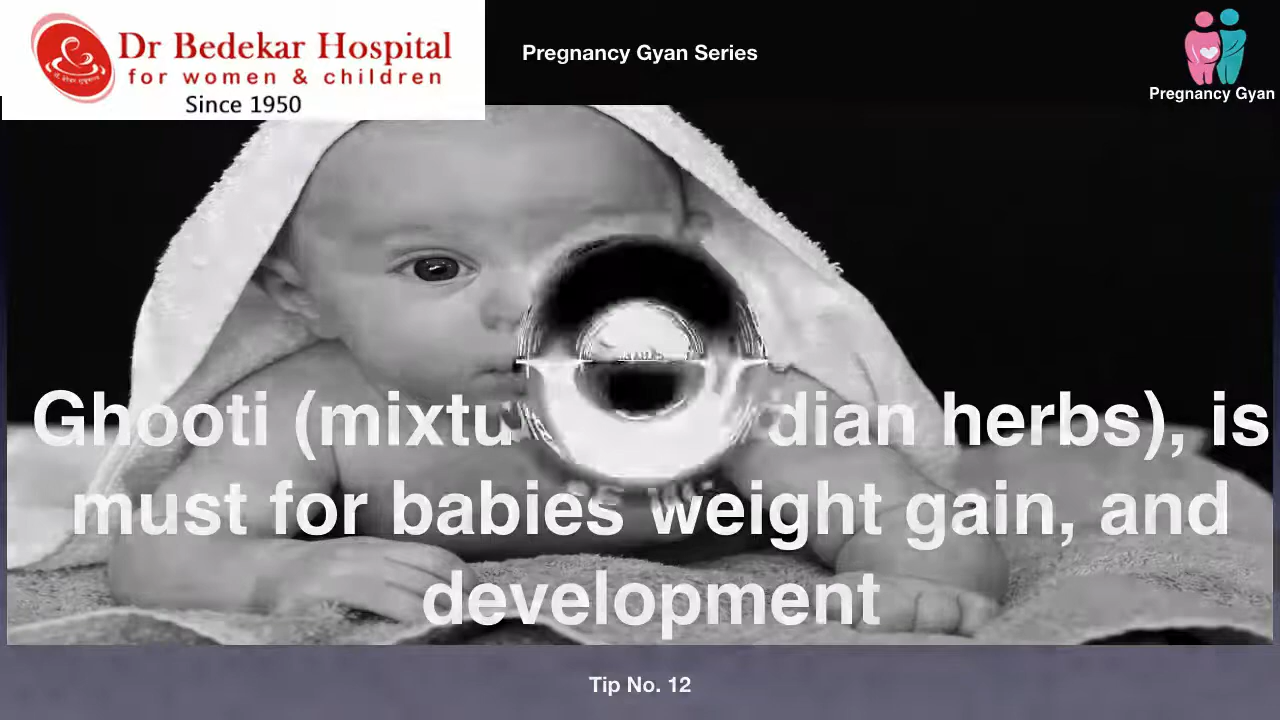 Dr Bedekar Hospital
for women & children
Since 1950
Pregnancy Gyan Series
Pregnancy Gyan
Ghooti (mixtu dian herbs), is
must for babies weight gain, and
development
Tip No. 12